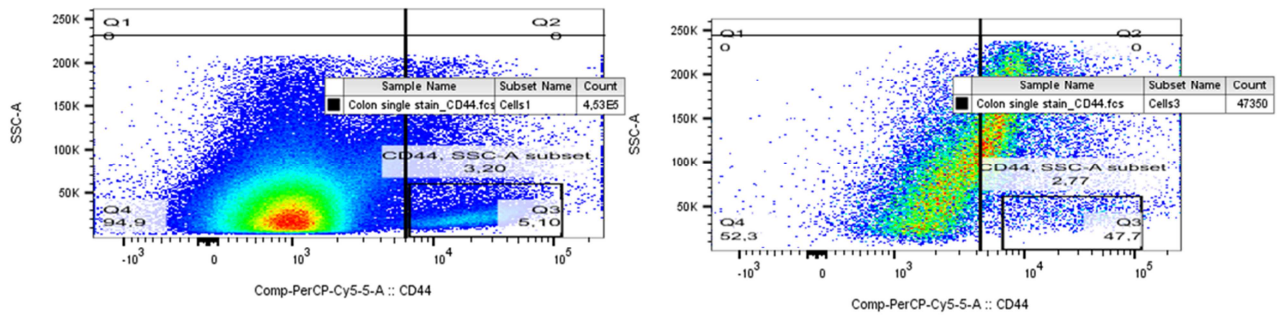 250K
200K
150K
100K
50K
SSC-A
Q1
0
Q2
0
Sample Name Subset Name Count
Colon single stain_CD44.fcs Cells1 4,53E5
CD44, SSC-A subset
3,20
Q4
94,9
Q3
5,10
-10³ 0 10³ 10⁴ 10⁵
Comp-PerCP-Cy5-5-A :: CD44
250K
200K
150K
100K
50K
SSC-A
Q1
0
Q2
0
Sample Name Subset Name Count
Colon single stain_CD44.fcs Cells3 47350
CD44, SSC-A subset
2,77
Q4
52,3
Q3
47,7
-10³ 0 10³ 10⁴ 10⁵
Comp-PerCP-Cy5-5-A :: CD44